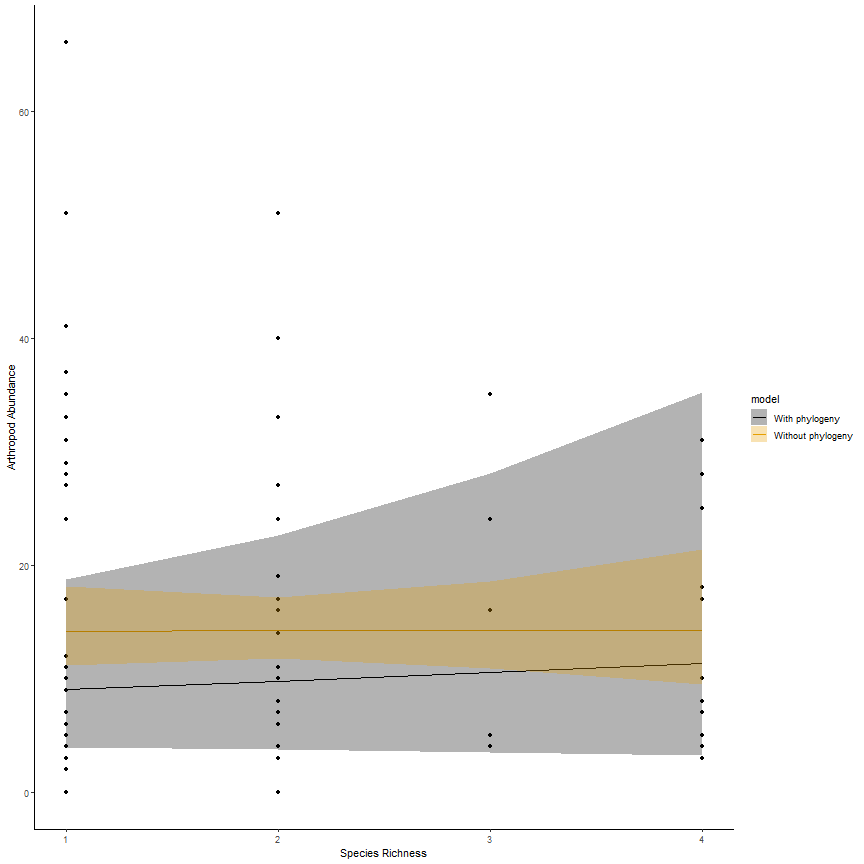 60
40
20
0
Arthropod Abundance
1
2
3
4
Species Richness
model
With phylogeny
Without phylogeny